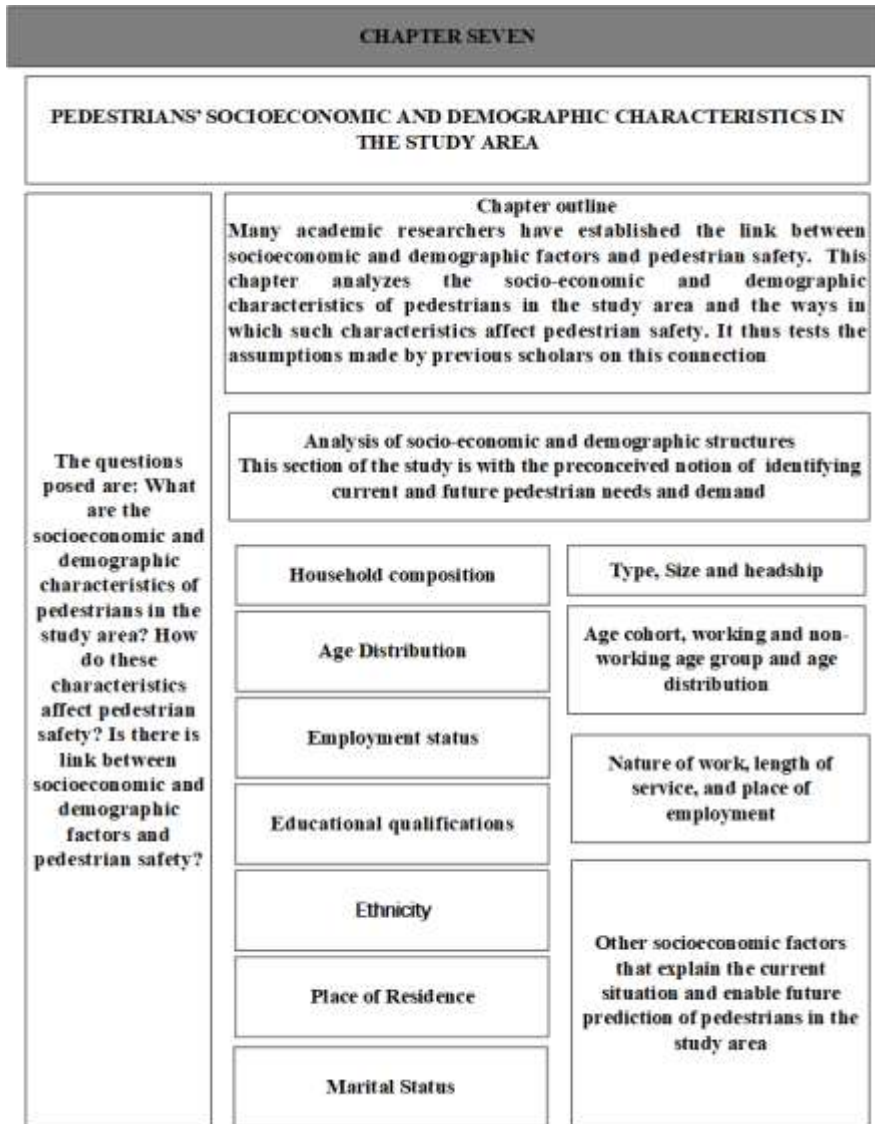 CHAPTER SEVEN
PEDESTRIANS' SOCIOECONOMIC AND DEMOGRAPHIC CHARACTERISTICS IN
THE STUDY AREA
The questions
posed are: What
are the
socioeconomic and
demographic
characteristics of
pedestrians in the
study area? How
do these
characteristics
affect pedestrian
safety? Is there is
link between
socioeconomic and
demographic
factors and
pedestrian safety?
Chapter outline
Many academic researchers have established the link between
socioeconomic and demographic factors and pedestrian safety. This
chapter analyzes the socio-economic and demographic
characteristics of pedestrians in the study area and the ways in
which such characteristics affect pedestrian safety. It thus tests the
assumptions made by previous scholars on this connection
Analysis of socio-economic and demographic structures
This section of the study is with the preconceived notion of identifying
current and future pedestrian needs and demand
Household composition
Type, Size and headship
Age Distribution
Age cohort, working and non-
working age group and age
distribution
Employment status
Nature of work, length of
service, and place of
employment
Educational qualifications
Ethnicity
Place of Residence
Marital Status
Other socioeconomic factors
that explain the current
situation and enable future
prediction of pedestrians in the
study area